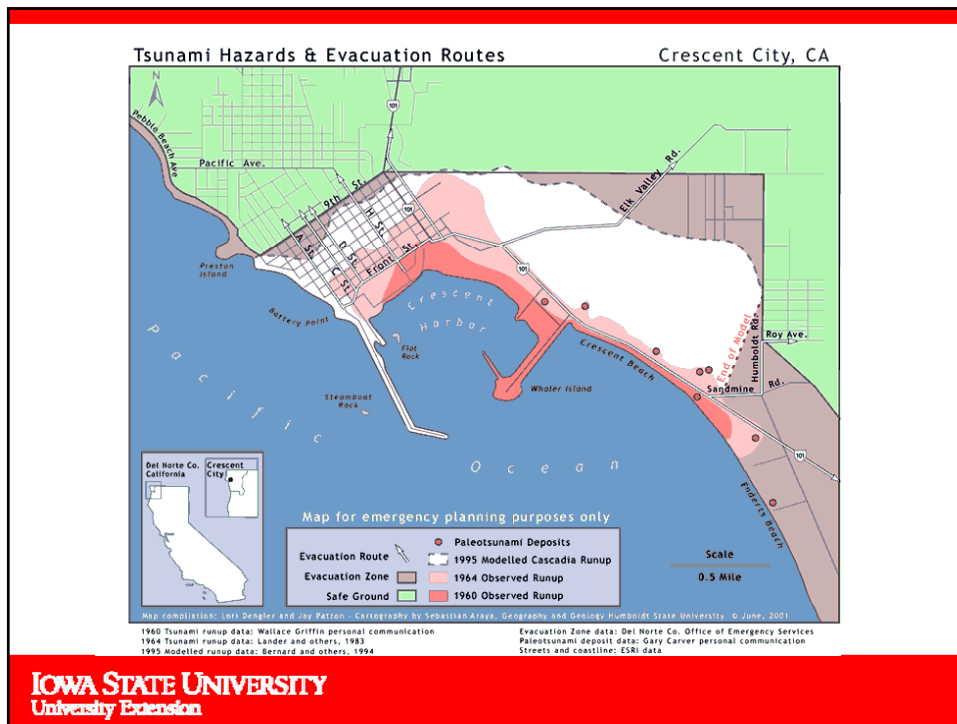 Tsunami Hazards & Evacuation Routes
Crescent City, CA
N
101
Pebble Beach Ave
Pacific Ave.
9th St.
Elk Valley Rd.
A St.
C St.
D St.
H St.
101
Front St.
Preston Island
Battery Point
Crescent Harbor
101
Flat Rock
Steamboat Rock
Whaler Island
Crescent Beach
End of Model
Humboldt Rd.
Roy Ave.
Sandmine Rd.
101
Enderts Beach
Pacific Ocean
Del Norte Co.
California
Crescent
City
Map for emergency planning purposes only
Evacuation Route
Evacuation Zone
Safe Ground
Paleotsunami Deposits
1995 Modelled Cascadia Runup
1964 Observed Runup
1960 Observed Runup
Scale
0.5 Mile
Map compilation: Lori Dengler and Jay Patton - Cartography by Sebastian Araya, Geography and Geology Humboldt State University © June, 2001
1960 Tsunami runup data: Wallace Griffin personal communication
1964 Tsunami runup data: Lander and others, 1983
1995 Modelled runup data: Bernard and others, 1994
Evacuation Zone data: Del Norte Co. Office of Emergency Services
Paleotsunami deposit data: Gary Carver personal communication
Streets and coastline: ESRI data
IOWA STATE UNIVERSITY
University Extension